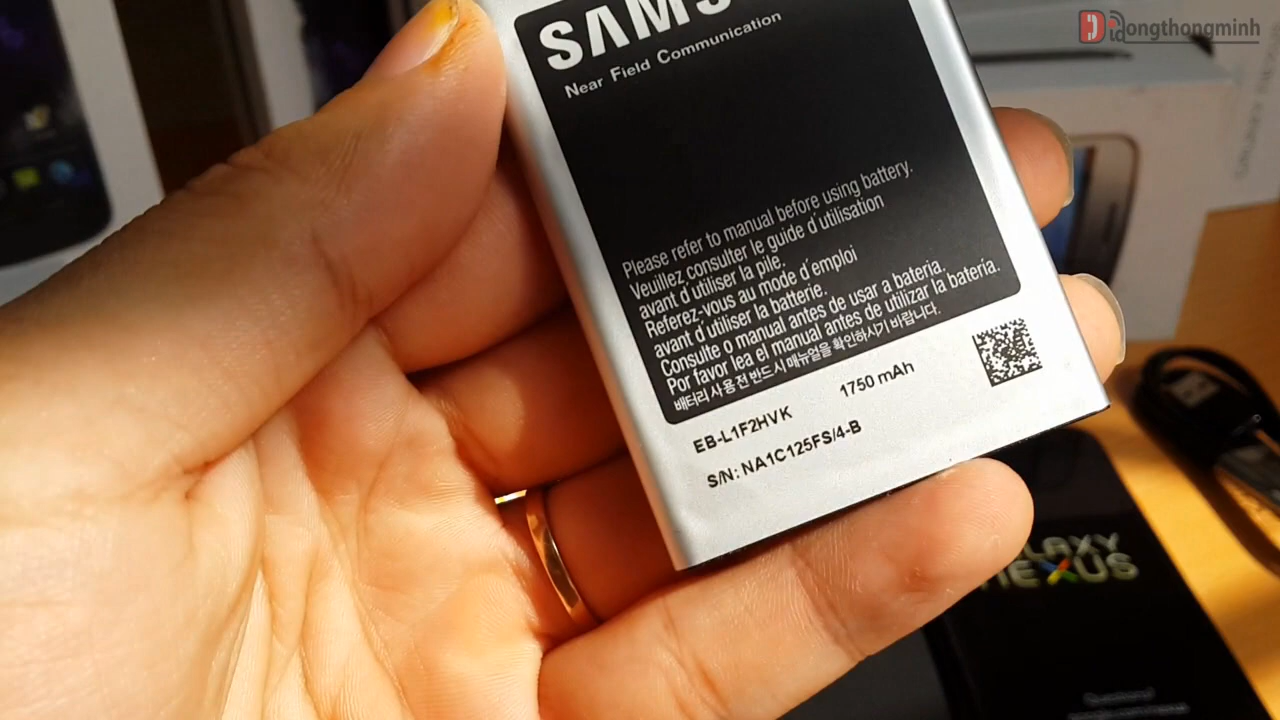 didongthongminh
SAMS
Near Field Communication
Please refer to manual before using battery.
Veuillez consulter le guide d'utilisation
avant d'utiliser la pile.
Referez-vous au mode d'emploi
avant d'utiliser la batterie.
Consulte o manual antes de usar a bateria.
Por favor lea el manual antes de utilizar la batería.
배터리 사용 전 반드시 매뉴얼을 확인하시기 바랍니다.
EB-L1F2HVK 1750 mAh
S/N: NA1C125FS/4-B
GALAXY
NEXUS